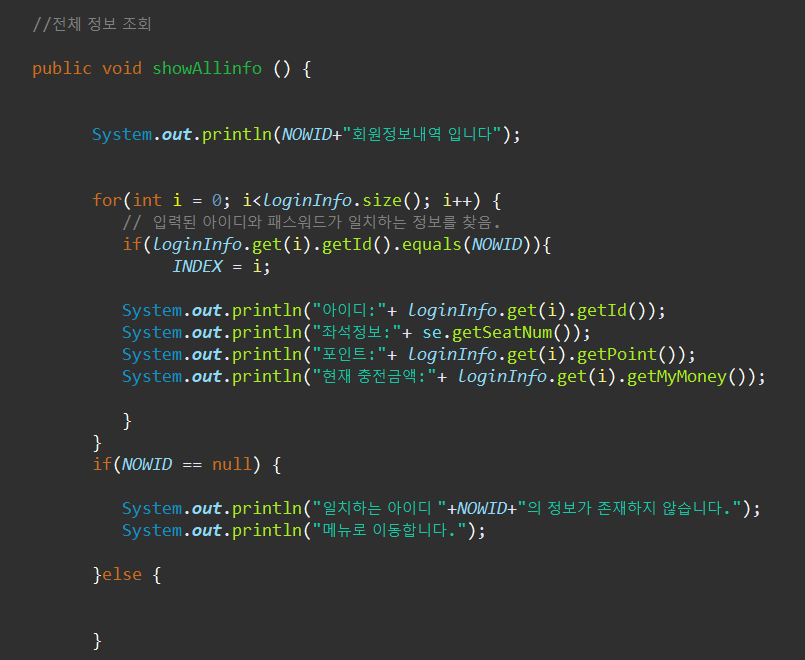 //전체 정보 조회
public void showAllinfo () {
System.out.println(NOWID+"회원정보내역 입니다");
for(int i = 0; i<loginInfo.size(); i++) {
// 입력된 아이디와 패스워드가 일치하는 정보를 찾음.
if(loginInfo.get(i).getId().equals(NOWID)){
INDEX = i;
System.out.println("아이디:"+ loginInfo.get(i).getId());
System.out.println("좌석정보:"+ se.getSeatNum());
System.out.println("포인트:"+ loginInfo.get(i).getPoint());
System.out.println("현재 충전금액:"+ loginInfo.get(i).getMyMoney());
}
}
if(NOWID == null) {
System.out.println("일치하는 아이디 "+NOWID+"의 정보가 존재하지 않습니다.");
System.out.println("메뉴로 이동합니다.");
}else {
}